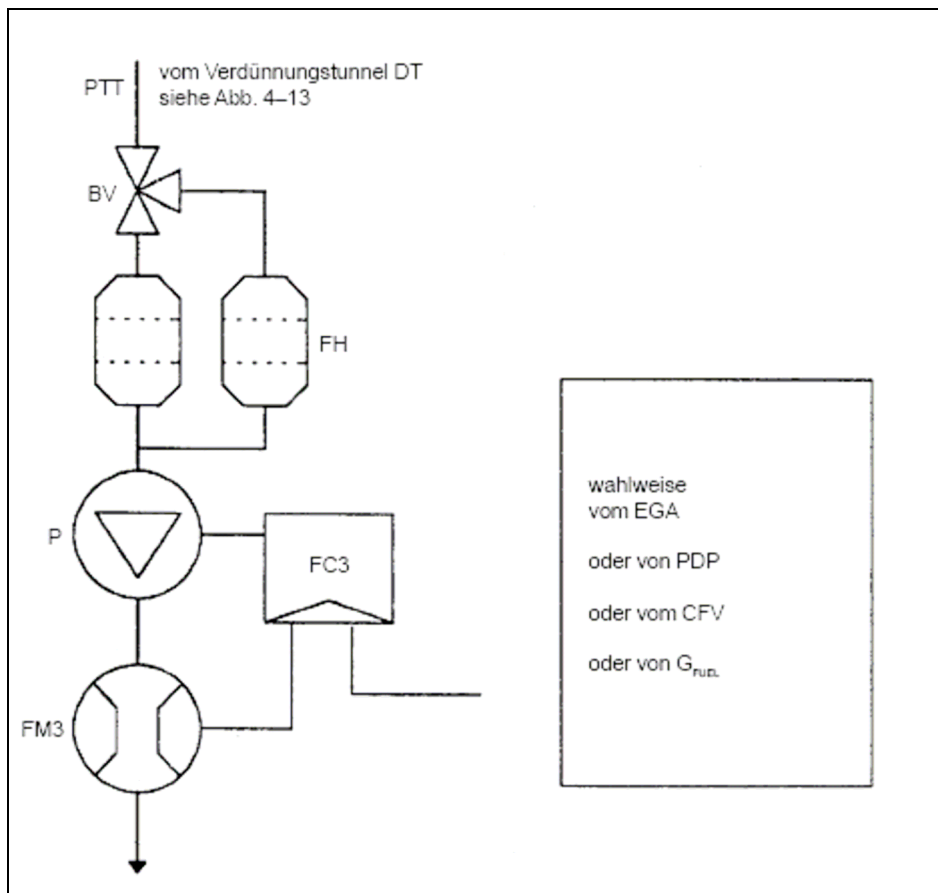 PTT
vom Verdünnungstunnel DT
siehe Abb. 4–13
BV
FH
P
FC3
FM3
wahlweise
vom EGA
oder von PDP
oder vom CFV
oder von G_FUEL